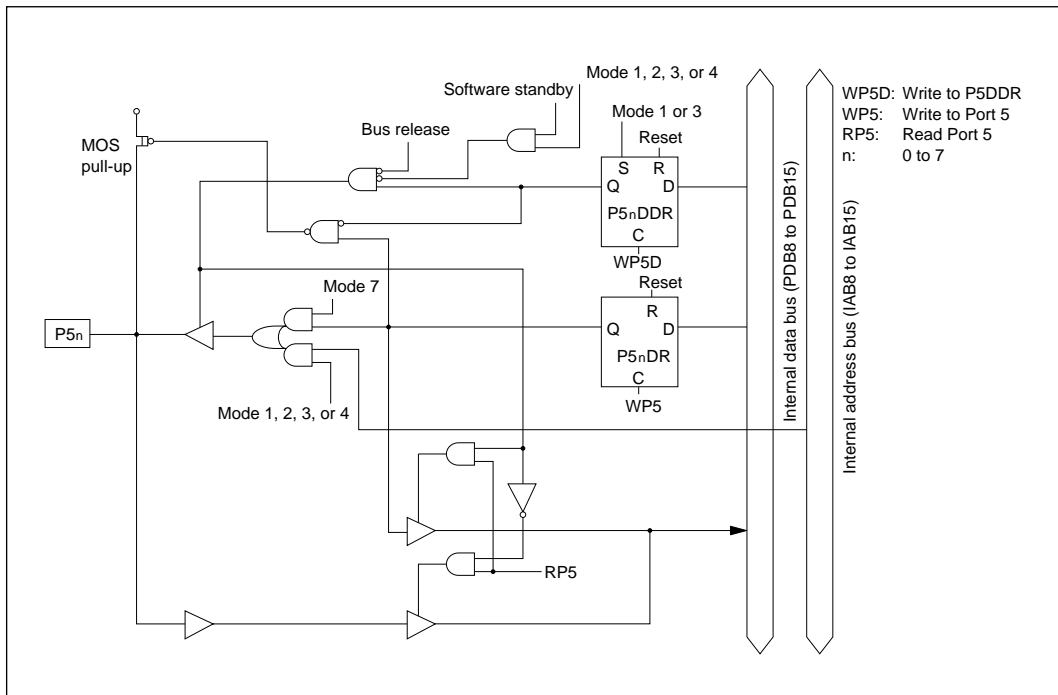 Mode 1, 2, 3, or 4
Software standby
Mode 1 or 3
Bus release
Reset
MOS
pull-up
S
R
Q
D
P5nDDR
C
WP5D
Reset
Mode 7
R
Q
D
P5n
P5nDR
C
WP5
Mode 1, 2, 3, or 4
RP5
Internal data bus (PDB8 to PDB15)
Internal address bus (IAB8 to IAB15)
WP5D: Write to P5DDR
WP5: Write to Port 5
RP5: Read Port 5
n: 0 to 7